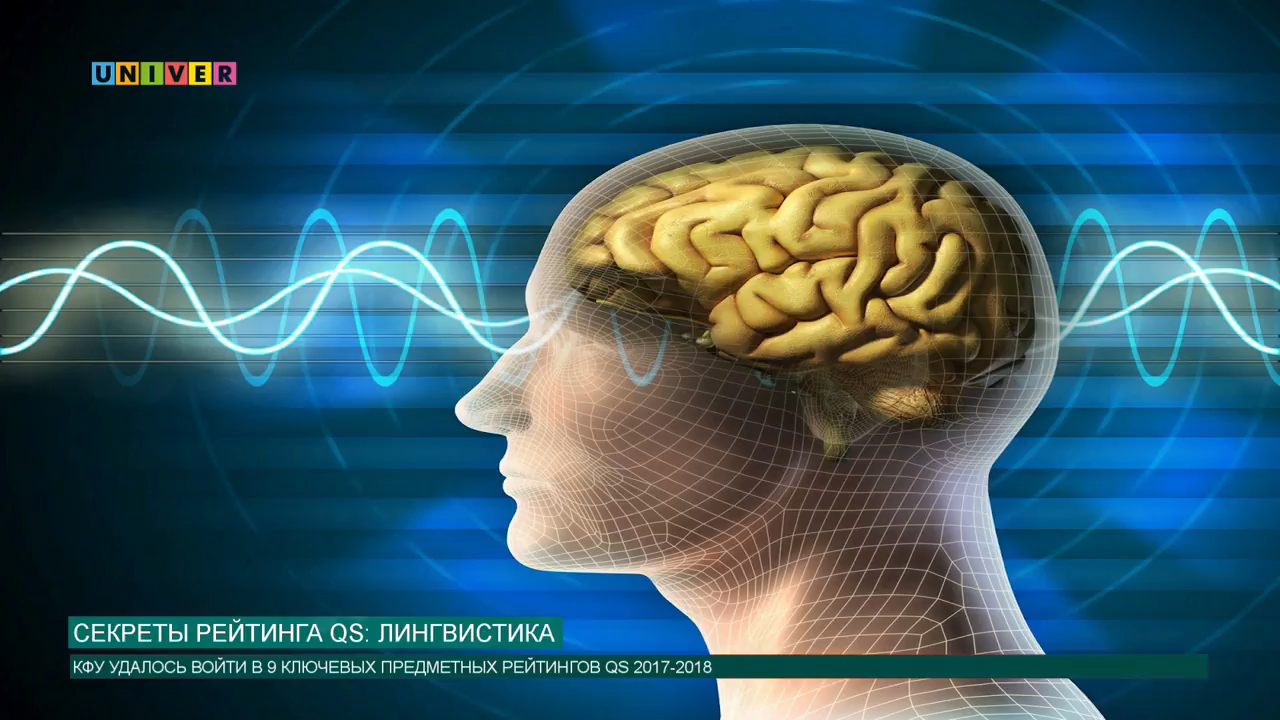 UNIVER
СЕКРЕТЫ РЕЙТИНГА QS: ЛИНГВИСТИКА
КФУ УДАЛОСЬ ВОЙТИ В 9 КЛЮЧЕВЫХ ПРЕДМЕТНЫХ РЕЙТИНГОВ QS 2017-2018